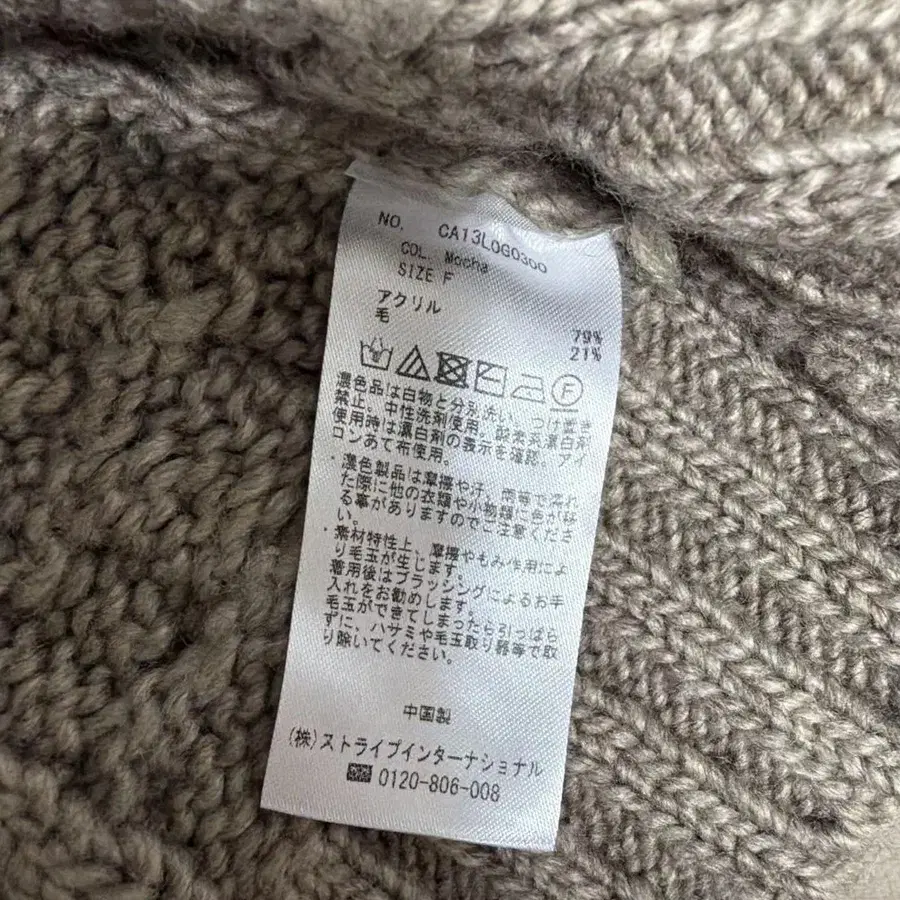 NO. CA13L0G0300
COL. Mocha
SIZE F
アクリル 79%
毛 21%
F
濃色品は白物と分別洗い。つけ置き
禁止。中性洗剤使用。酸素系漂白剤
使用時は漂白剤の表示を確認。アイ
ロンあて布使用。
・濃色製品は摩擦や汗、雨等で濡れ
た際に他の衣類や小物類に色が移
る事がありますのでご注意くださ
い。
・素材特性上、摩擦やもみ作用によ
り毛玉が生じます。
着用後はブラッシングによるお手
入れをお勧めします。
毛玉ができてしまったら引っぱら
ずに、ハサミや毛玉取り器等で取
り除いてください。
中国製
(株)ストライプインターナショナル
0120-806-008